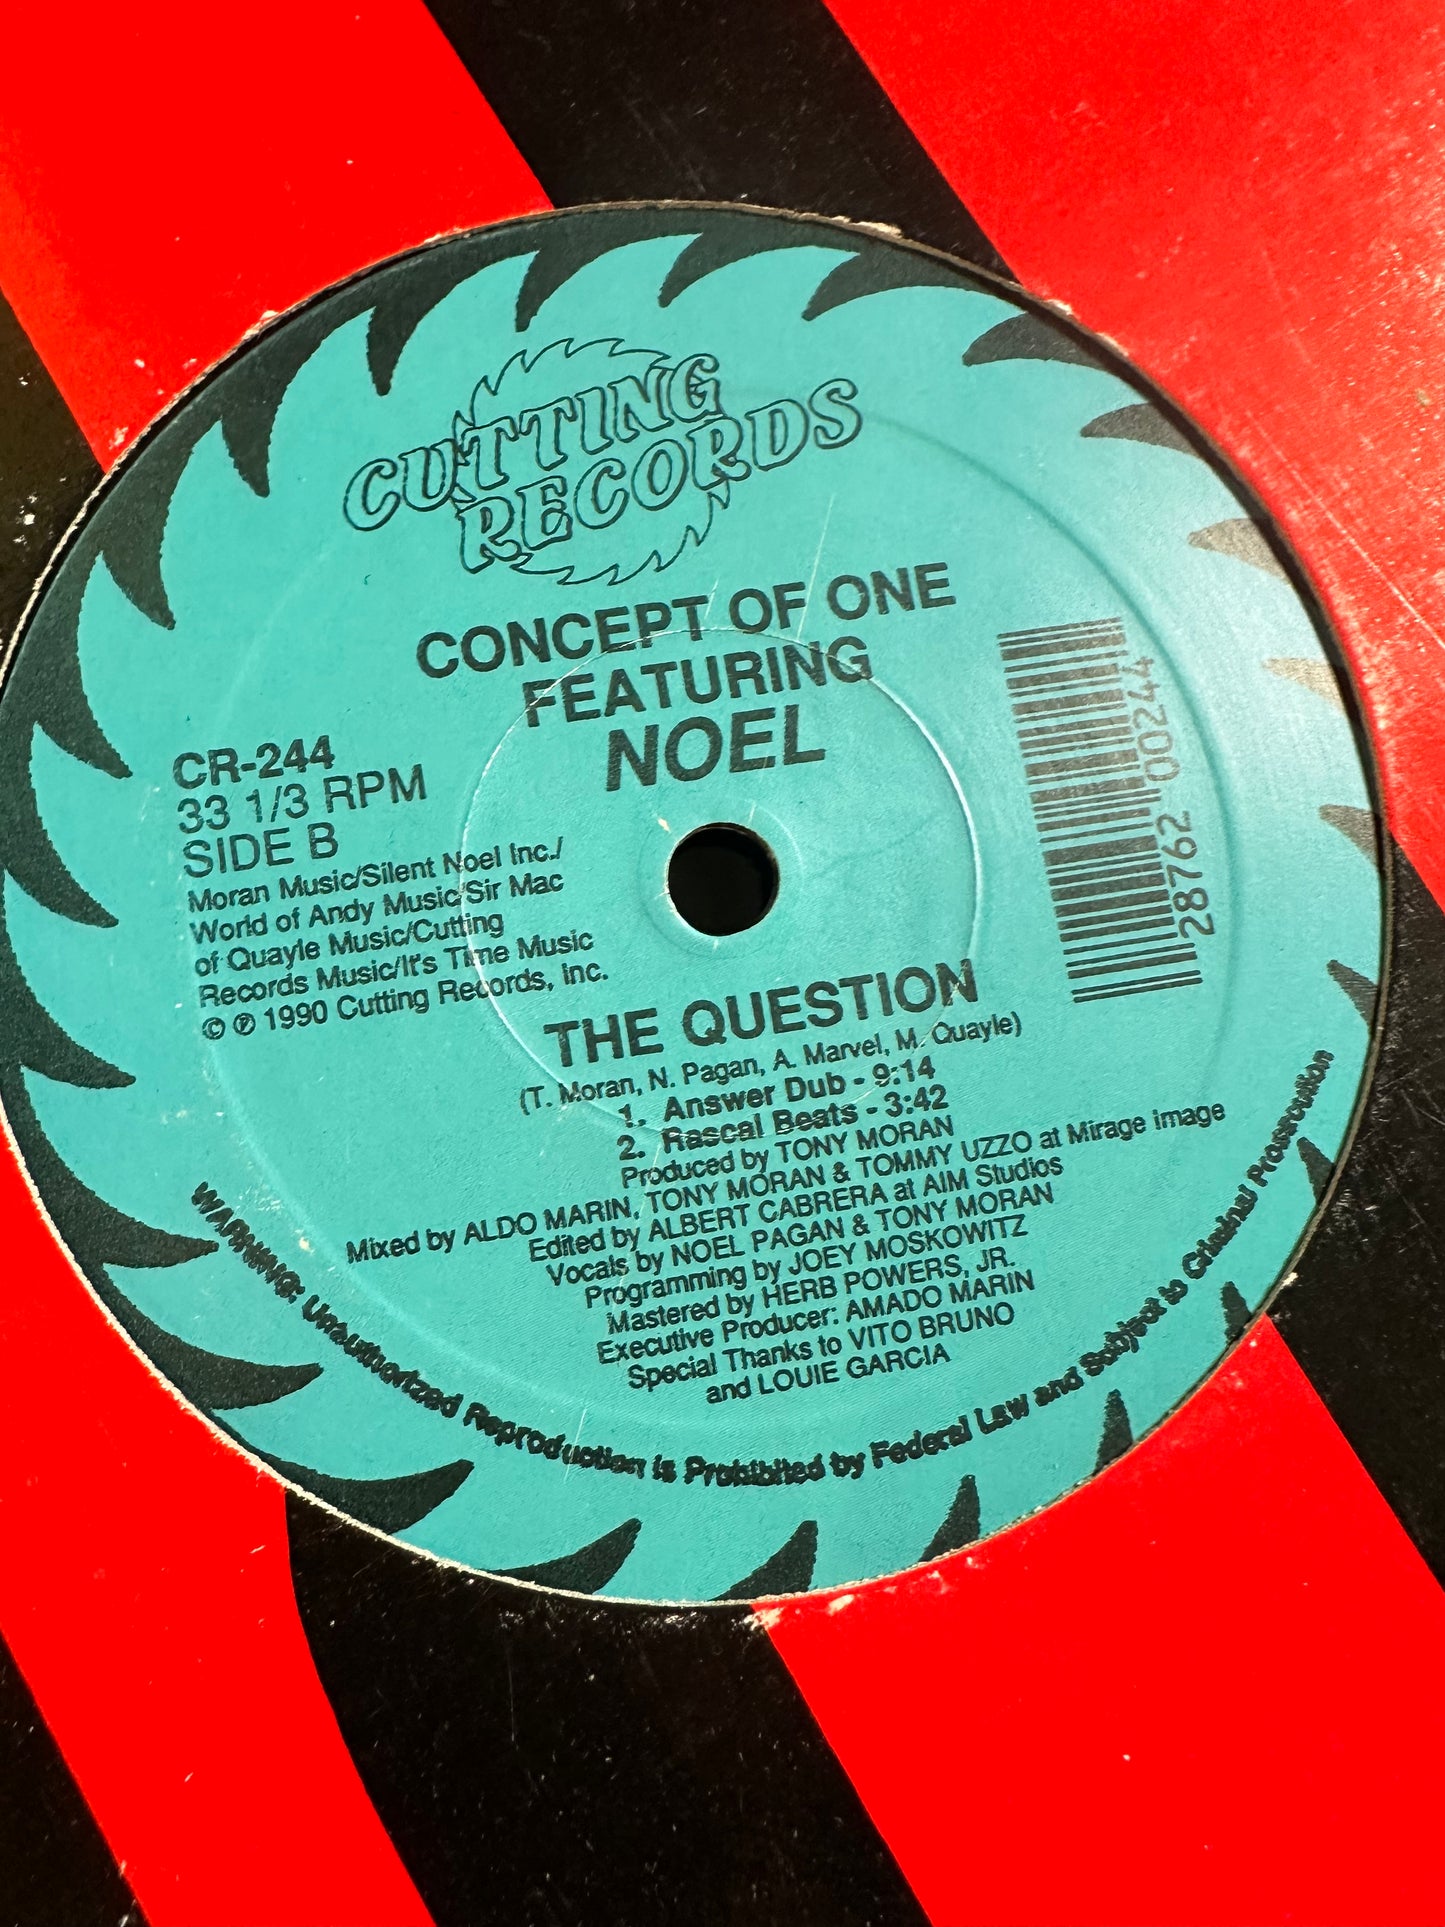 CUTTING
RECORDS
CONCEPT OF ONE
FEATURING
NOEL
CR-244
33 1/3 RPM
SIDE B
Moran Music/Silent Noel Inc./
World of Andy Music/Sir Mac
of Quayle Music/Cutting
Records Music/It's Time Music
© ℗ 1990 Cutting Records, Inc.
28762 00244
THE QUESTION
(T. Moran, N. Pagan, A. Marvel, M. Quayle)
1. Answer Dub - 9:14
2. Rascal Beats - 3:42
Produced by TONY MORAN
Mixed by ALDO MARIN, TONY MORAN & TOMMY UZZO at Mirage image
Edited by ALBERT CABRERA at AIM Studios
Vocals by NOEL PAGAN & TONY MORAN
Programming by JOEY MOSKOWITZ
Mastered by HERB POWERS, JR.
Executive Producer: AMADO MARIN
Special Thanks to VITO BRUNO
and LOUIE GARCIA
WARNING: Unauthorized Reproduction is Prohibited by Federal Law and Subject to Criminal Prosecution